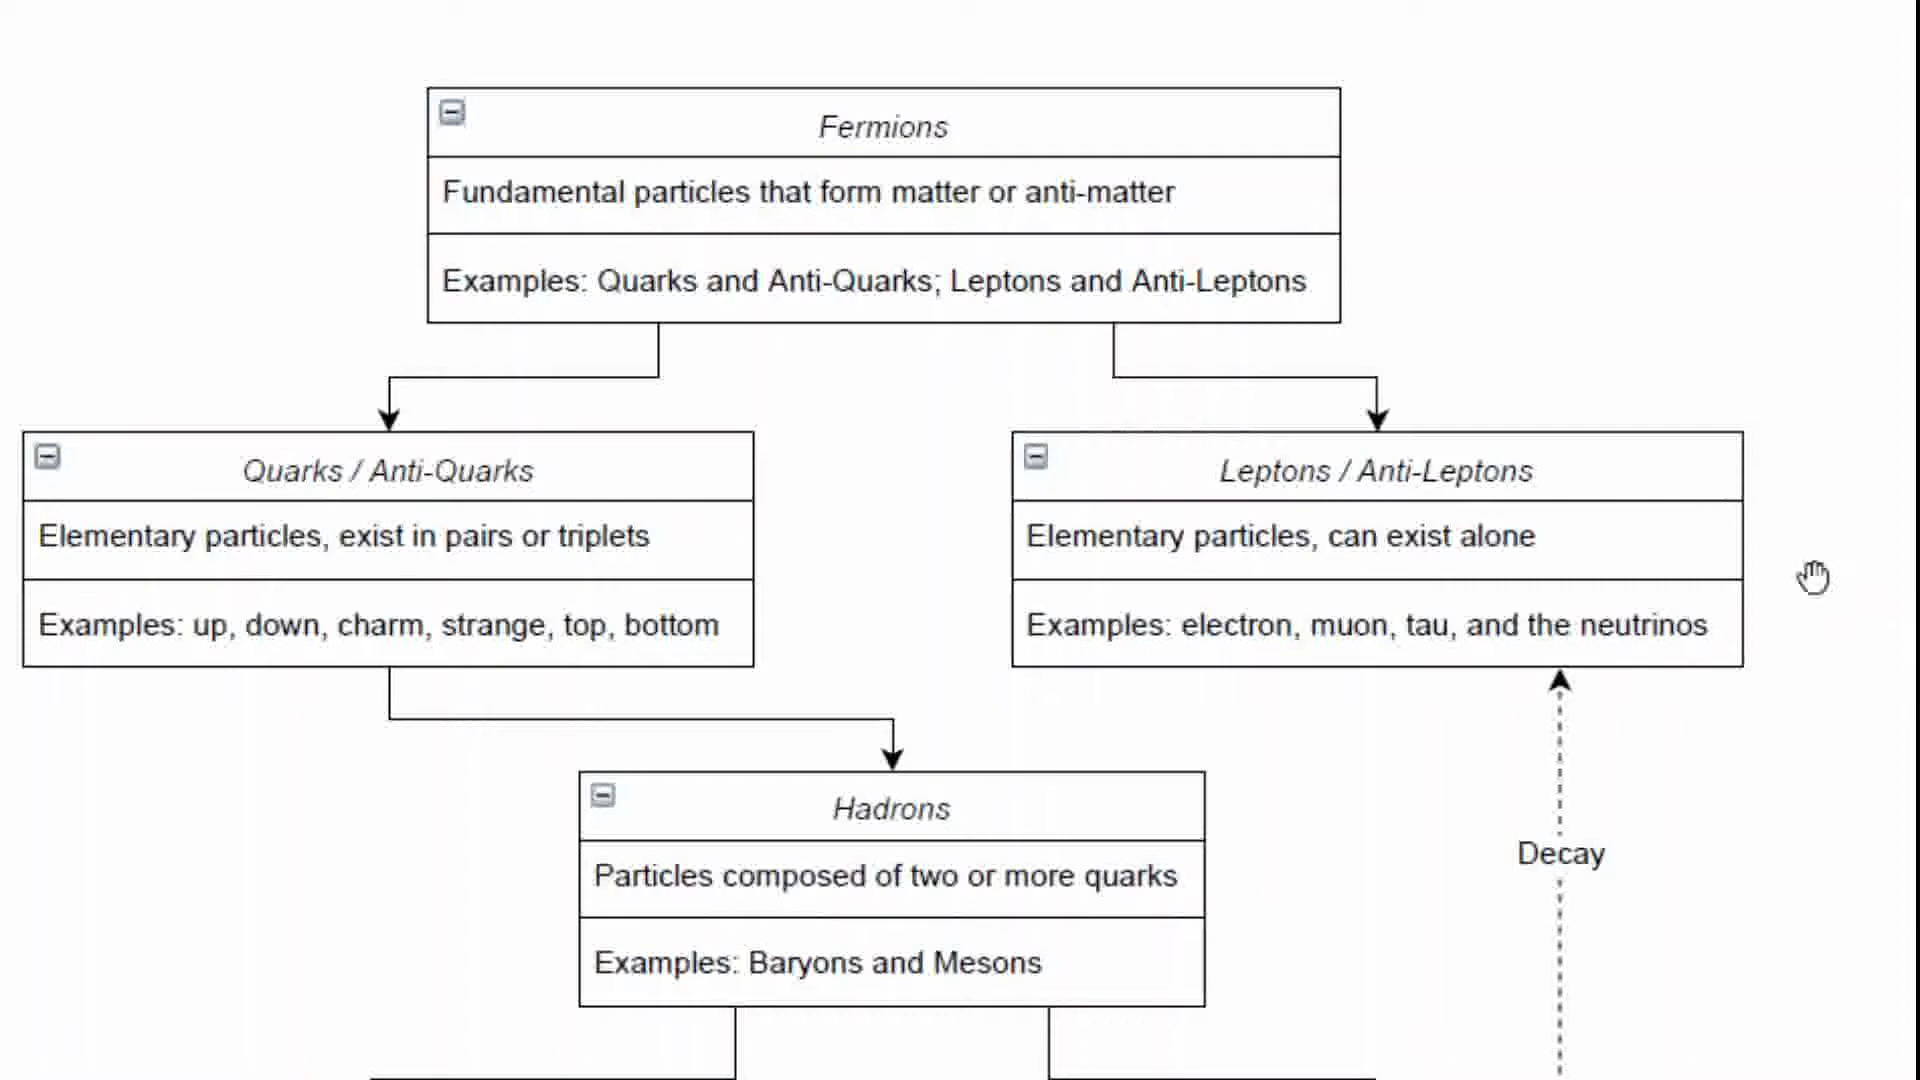 Fermions
Fundamental particles that form matter or anti-matter
Examples: Quarks and Anti-Quarks; Leptons and Anti-Leptons
Quarks / Anti-Quarks
Elementary particles, exist in pairs or triplets
Examples: up, down, charm, strange, top, bottom
Leptons / Anti-Leptons
Elementary particles, can exist alone
Examples: electron, muon, tau, and the neutrinos
Hadrons
Particles composed of two or more quarks
Examples: Baryons and Mesons
Decay